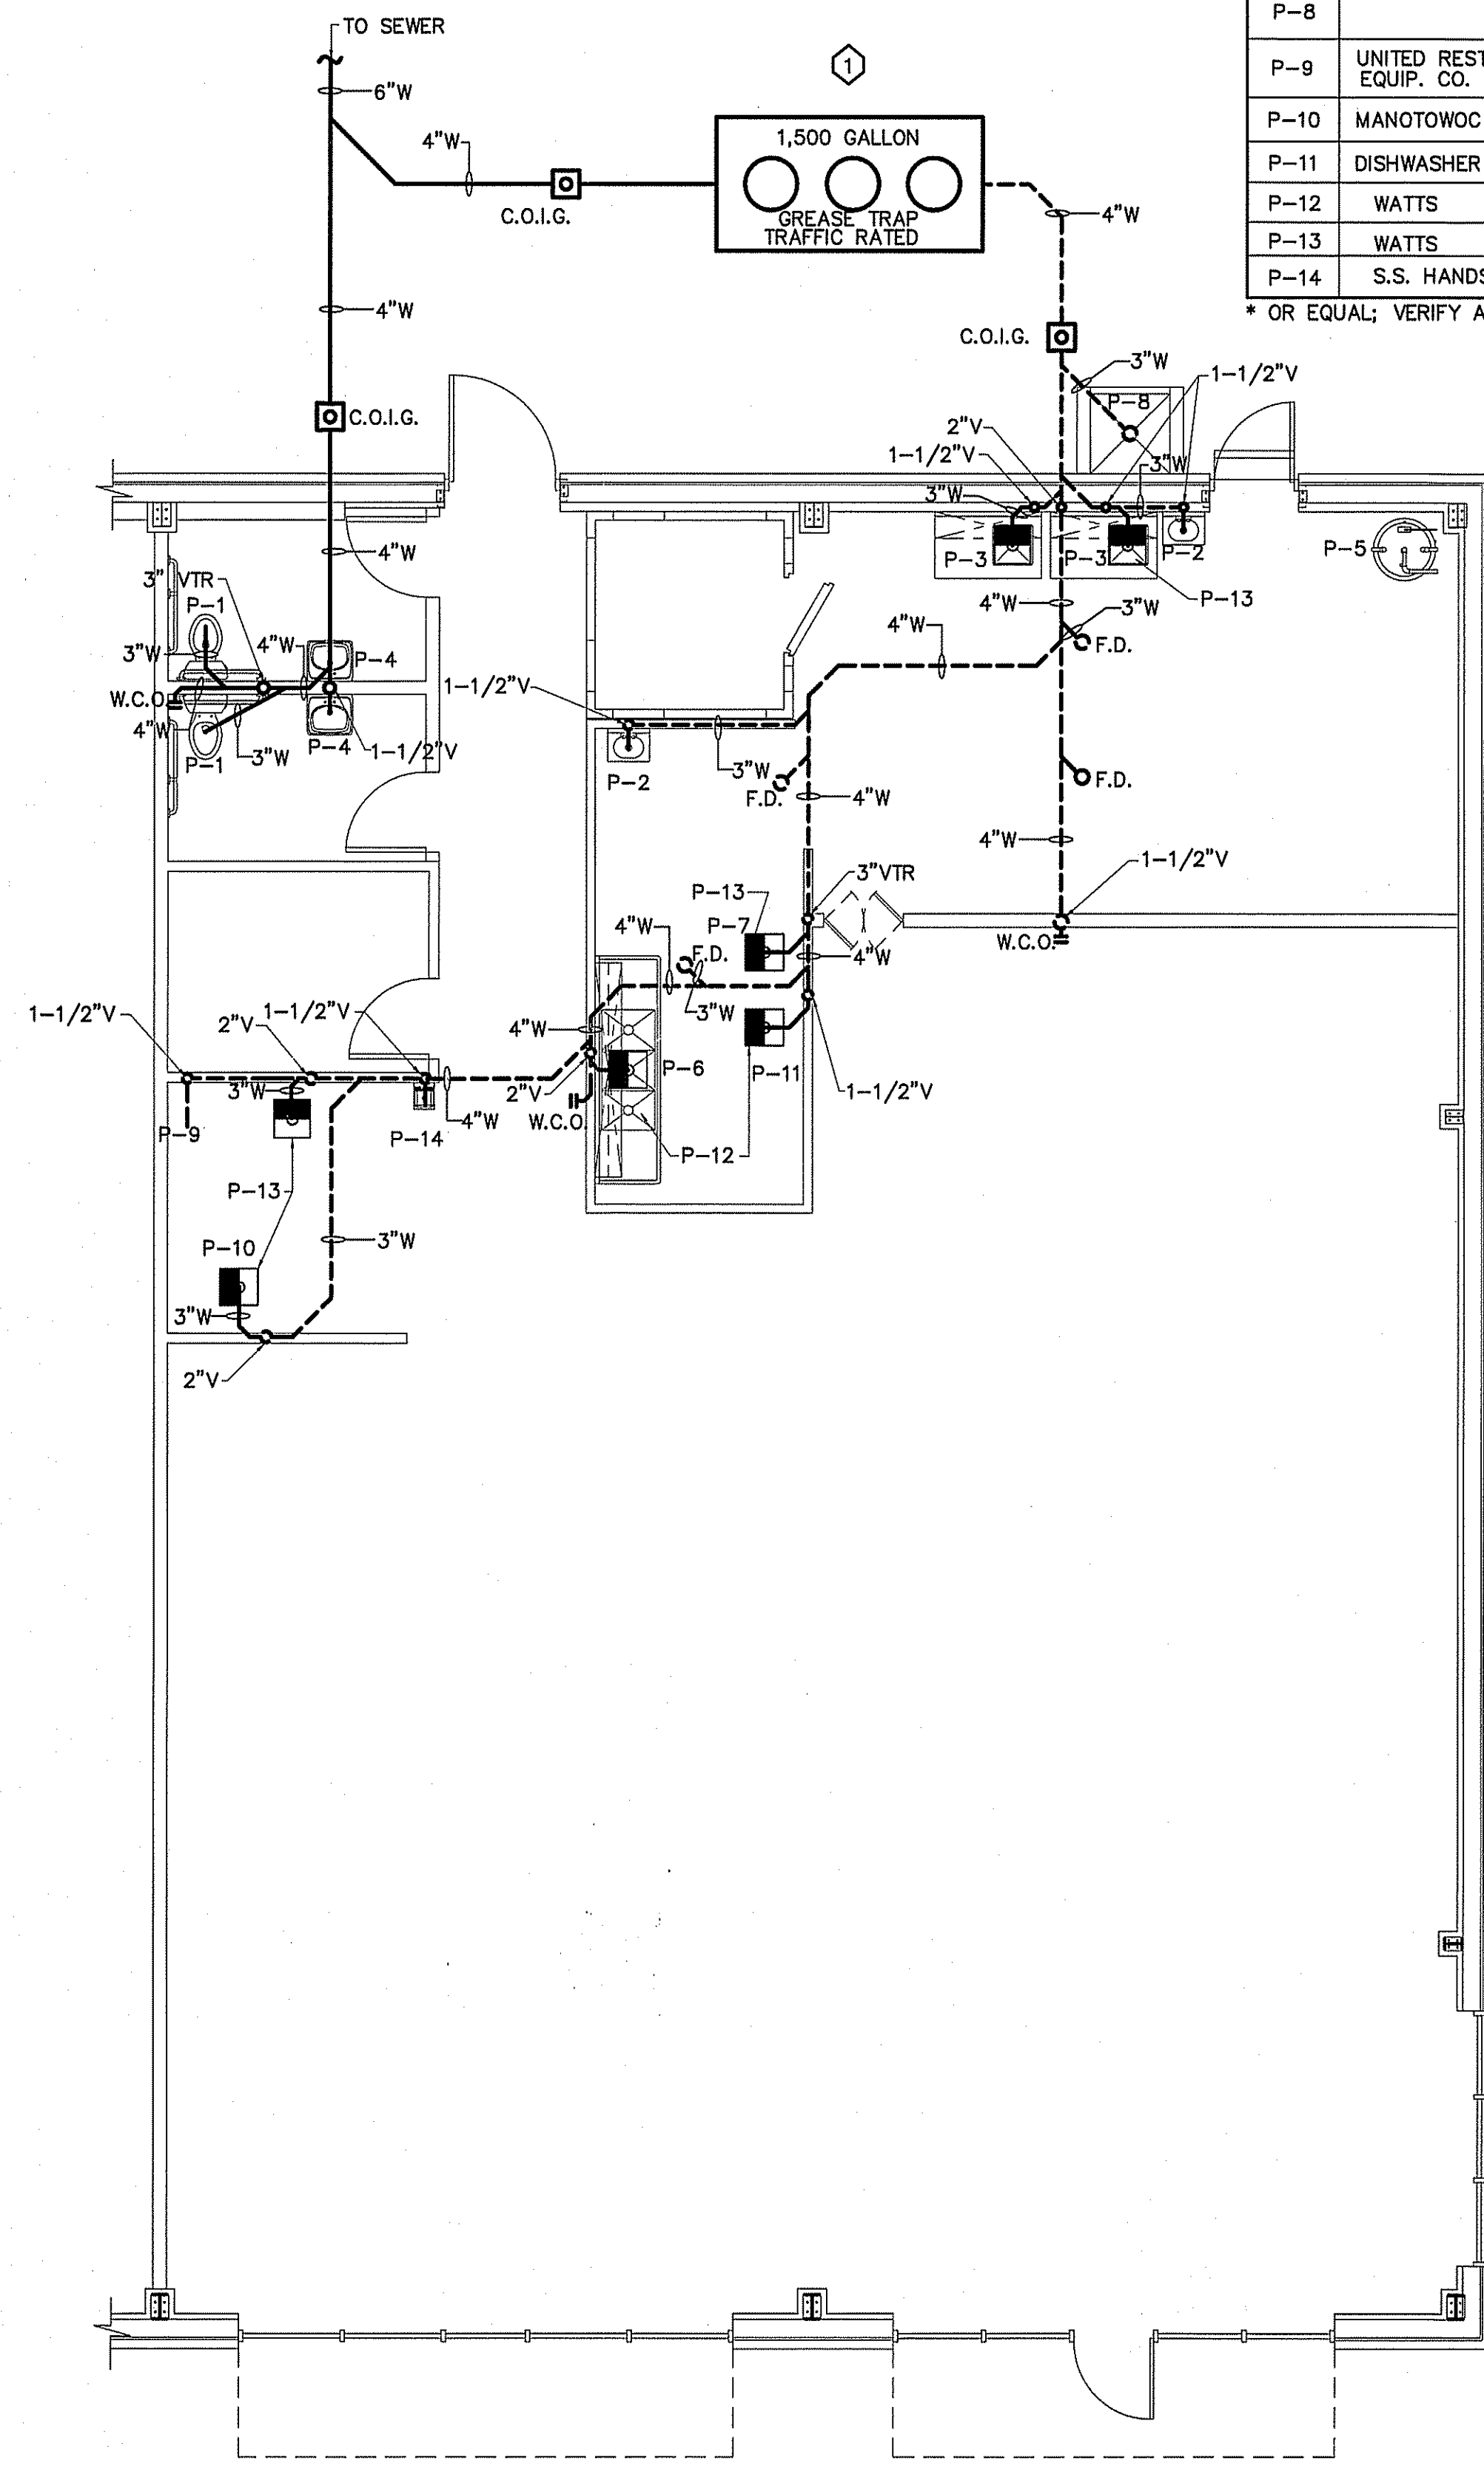 TO SEWER
6"W
1
P-8
P-9
UNITED REST
EQUIP. CO.
P-10
MANOTOWOC
P-11
DISHWASHER
P-12
WATTS
P-13
WATTS
P-14
S.S. HANDS
* OR EQUAL; VERIFY A
4"W
C.O.I.G.
1,500 GALLON
GREASE TRAP
TRAFFIC RATED
4"W
4"W
C.O.I.G.
C.O.I.G.
3"W
P-8
1-1/2"V
2"V
1-1/2"V
3"W
3"W
4"W
P-3
P-3
P-2
P-5
P-13
3" VTR
P-1
3"W
4"W
P-4
W.C.O.
4"W
P-1
3"W
P-4
1-1/2"V
4"W
3"W
F.D.
4"W
1-1/2"V
P-2
3"W
F.D.
4"W
F.D.
4"W
1-1/2"V
W.C.O.
3"VTR
P-13
P-7
4"W
4"W
F.D.
3"W
1-1/2"V
2"V
1-1/2"V
4"W
P-6
P-11
1-1/2"V
2"V
W.C.O.
P-12
3"W
P-9
P-14
4"W
P-13
P-10
3"W
3"W
2"V